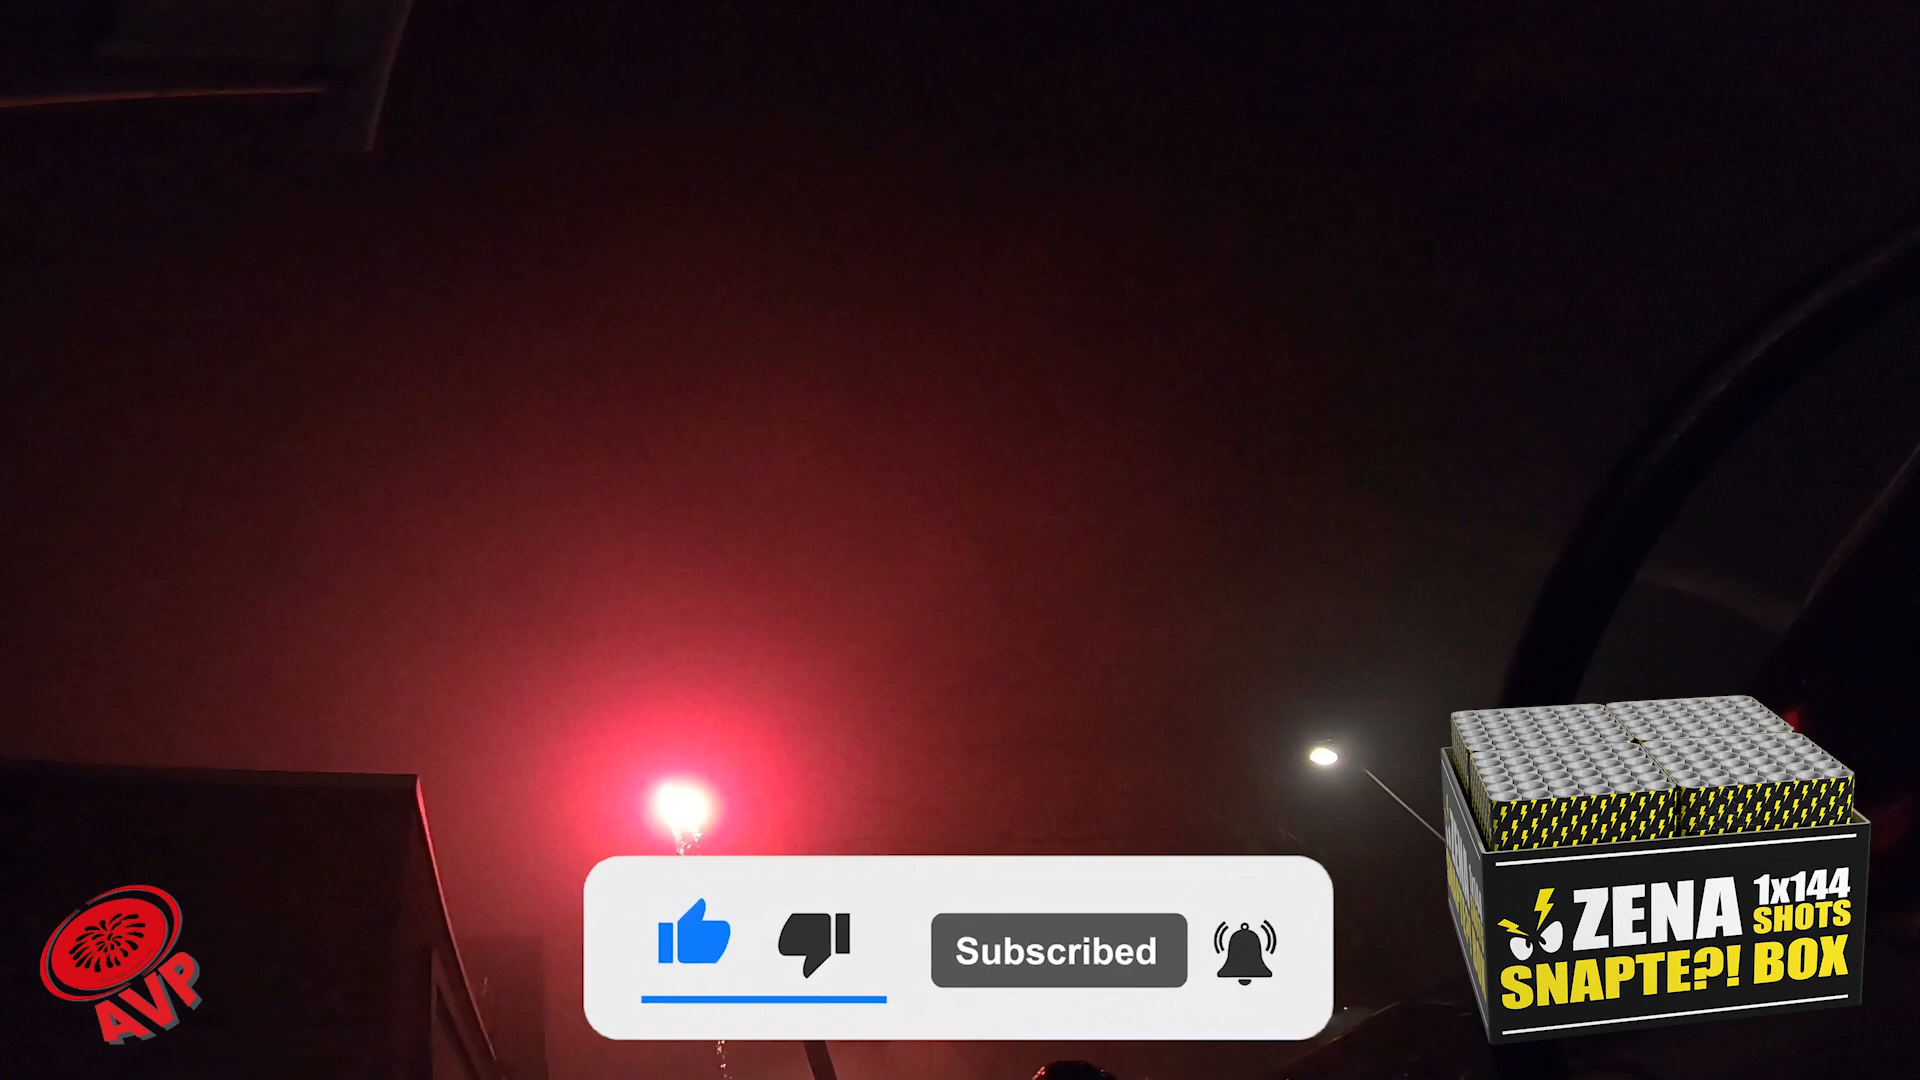 AVP
Subscribed
ZENA
1x144
SHOTS
SNAPTE?! BOX